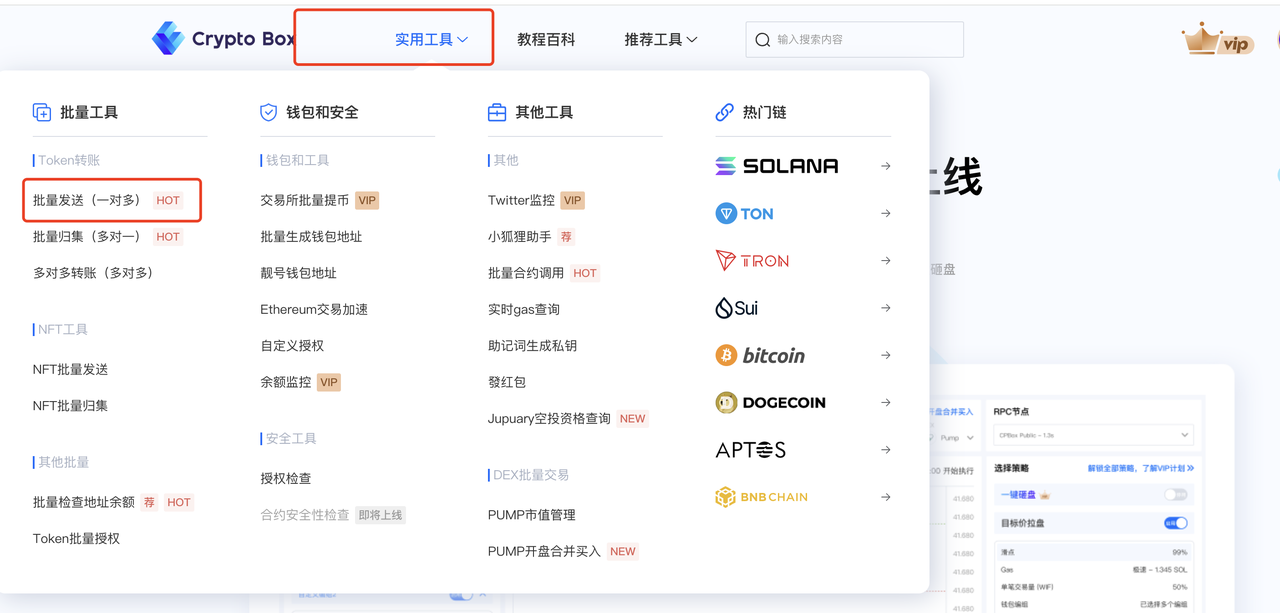 Crypto Box
实用工具
教程百科
推荐工具
输入搜索内容
vip
批量工具
Token转账
批量发送（一对多） HOT
批量归集（多对一） HOT
多对多转账（多对多）
NFT工具
NFT批量发送
NFT批量归集
其他批量
批量检查地址余额 荐 HOT
Token批量授权
钱包和安全
钱包和工具
交易所批量提币 VIP
批量生成钱包地址
靓号钱包地址
Ethereum交易加速
自定义授权
余额监控 VIP
安全工具
授权检查
合约安全性检查 即将上线
其他工具
其他
Twitter监控 VIP
小狐狸助手 荐
批量合约调用 HOT
实时gas查询
助记词生成私钥
發红包
Jupuary空投资格查询 NEW
DEX批量交易
PUMP市值管理
PUMP开盘合并买入 NEW
热门链
SOLANA
TON
TRON
Sui
bitcoin
DOGECOIN
APTOS
BNB CHAIN
线
砸盘
开盘合并买入
Pump
:00 开始执行
41.680
41.680
41.680
41.680
41.680
41.680
41.680
RPC节点
CPBox Public - 1.3s
选择策略
解锁全部策略，了解VIP计划
一键砸盘
目标价拉盘
滑点 99%
Gas 极速 - 1.345 SOL
单笔交易量 (WIF) 50%
钱包编组 已选择多个编组